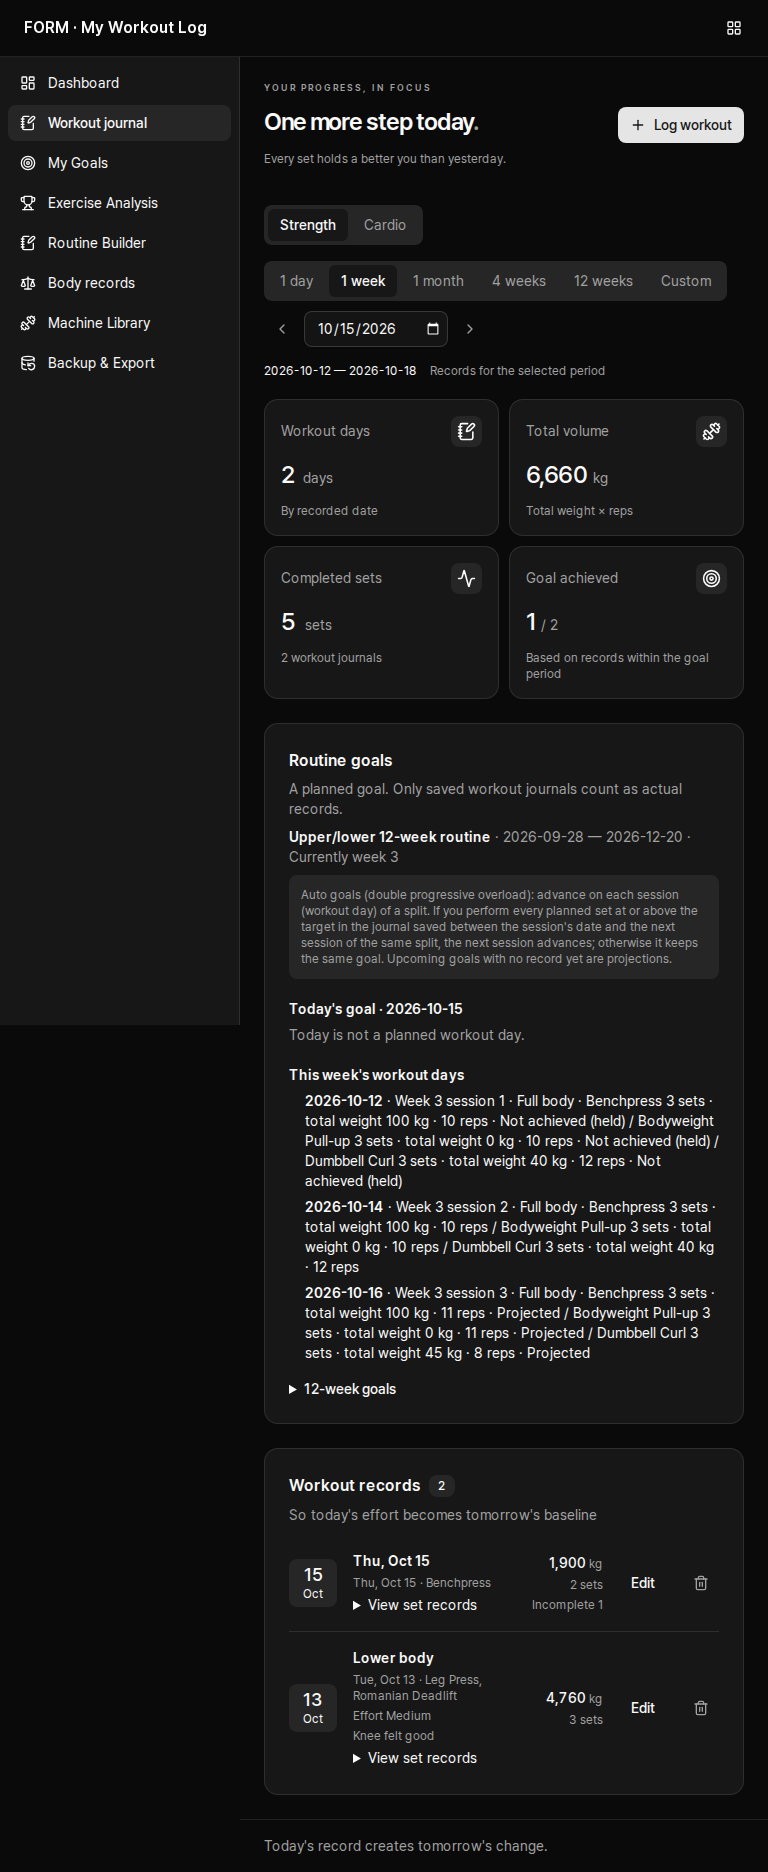 FORM · My Workout Log
Dashboard
Workout journal
My Goals
Exercise Analysis
Routine Builder
Body records
Machine Library
Backup & Export
YOUR PROGRESS, IN FOCUS
One more step today.
Log workout
Every set holds a better you than yesterday.
Strength Cardio
1 day 1 week 1 month 4 weeks 12 weeks Custom
10/15/2026
2026-10-12 — 2026-10-18 Records for the selected period
Workout days
2 days
By recorded date
Total volume
6,660 kg
Total weight × reps
Completed sets
5 sets
2 workout journals
Goal achieved
1 / 2
Based on records within the goal
period
Routine goals
A planned goal. Only saved workout journals count as actual
records.
Upper/lower 12-week routine · 2026-09-28 — 2026-12-20 ·
Currently week 3
Auto goals (double progressive overload): advance on each session
(workout day) of a split. If you perform every planned set at or above the
target in the journal saved between the session's date and the next
session of the same split, the next session advances; otherwise it keeps
the same goal. Upcoming goals with no record yet are projections.
Today's goal · 2026-10-15
Today is not a planned workout day.
This week's workout days
2026-10-12 · Week 3 session 1 · Full body · Benchpress 3 sets ·
total weight 100 kg · 10 reps · Not achieved (held) / Bodyweight
Pull-up 3 sets · total weight 0 kg · 10 reps · Not achieved (held) /
Dumbbell Curl 3 sets · total weight 40 kg · 12 reps · Not
achieved (held)
2026-10-14 · Week 3 session 2 · Full body · Benchpress 3 sets ·
total weight 100 kg · 10 reps / Bodyweight Pull-up 3 sets · total
weight 0 kg · 10 reps / Dumbbell Curl 3 sets · total weight 40 kg
· 12 reps
2026-10-16 · Week 3 session 3 · Full body · Benchpress 3 sets ·
total weight 100 kg · 11 reps · Projected / Bodyweight Pull-up 3
sets · total weight 0 kg · 11 reps · Projected / Dumbbell Curl 3
sets · total weight 45 kg · 8 reps · Projected
12-week goals
Workout records 2
So today's effort becomes tomorrow's baseline
15
Oct
Thu, Oct 15
Thu, Oct 15 · Benchpress
View set records
1,900 kg
2 sets
Incomplete 1
Edit
13
Oct
Lower body
Tue, Oct 13 · Leg Press,
Romanian Deadlift
Effort Medium
Knee felt good
View set records
4,760 kg
3 sets
Edit
Today's record creates tomorrow's change.